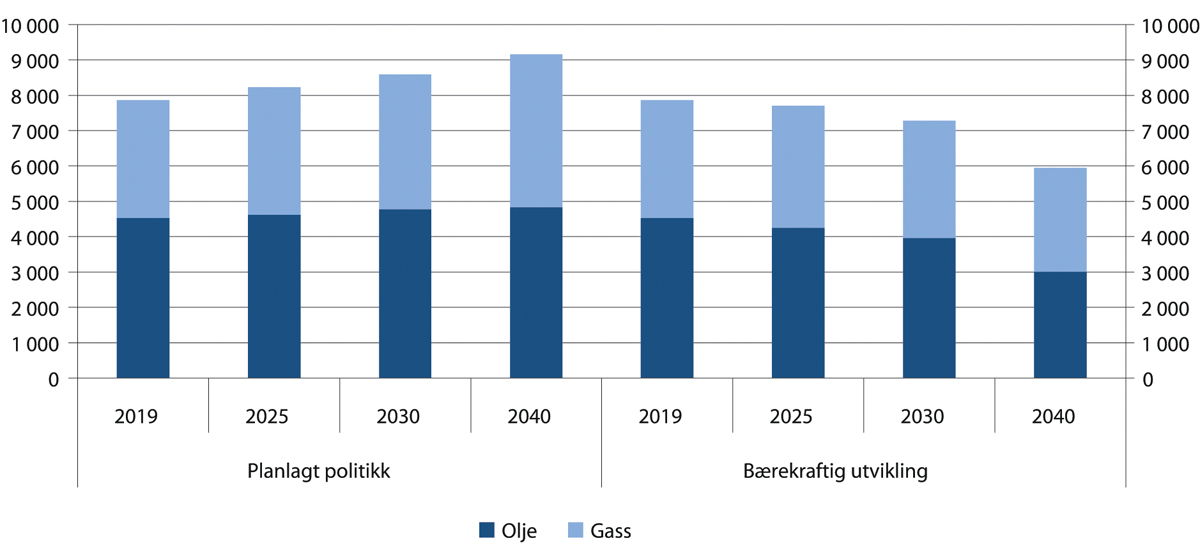 10 000 10 000
9 000 9 000
8 000 8 000
7 000 7 000
6 000 6 000
5 000 5 000
4 000 4 000
3 000 3 000
2 000 2 000
1 000 1 000
0 0
2019 2025 2030 2040 2019 2025 2030 2040
Planlagt politikk Bærekraftig utvikling
Olje Gass